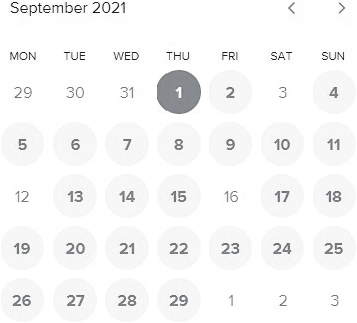 September 2021
MON TUE WED THU FRI SAT SUN
29 30 31 1 2 3 4
5 6 7 8 9 10 11
12 13 14 15 16 17 18
19 20 21 22 23 24 25
26 27 28 29 1 2 3